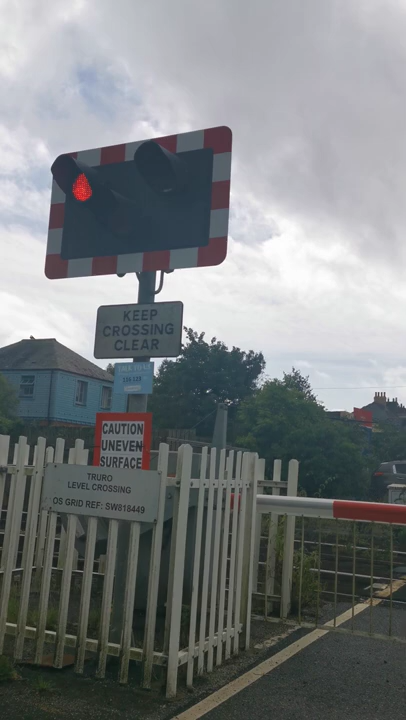 KEEP
CROSSING
CLEAR
CAUTION
UNEVEN
SURFACE
TRURO
LEVEL CROSSING
OS GRID REF: SW818449